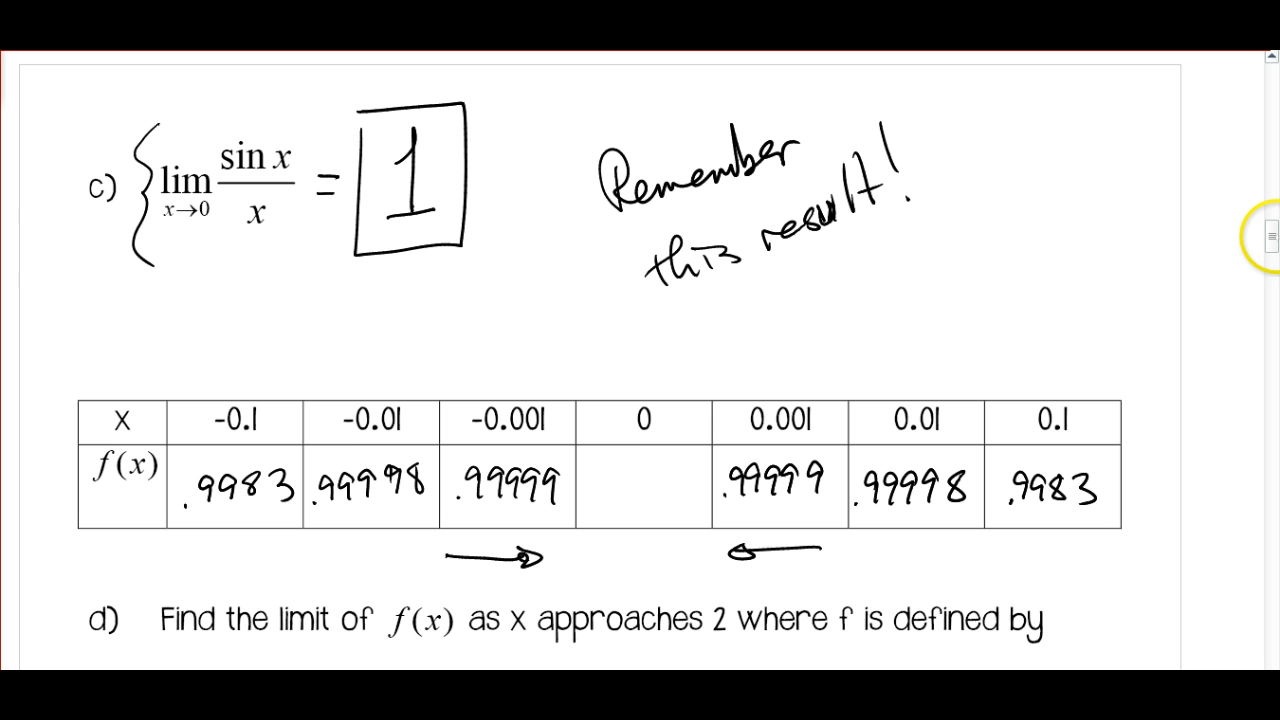 c) { lim x→0 sin x / x = 1
Remember
this result!
x -0.1 -0.01 -0.001 0 0.001 0.01 0.1
f(x) .9983 .99998 .99999 .99999 .99998 .9983
d) Find the limit of f(x) as x approaches 2 where f is defined by